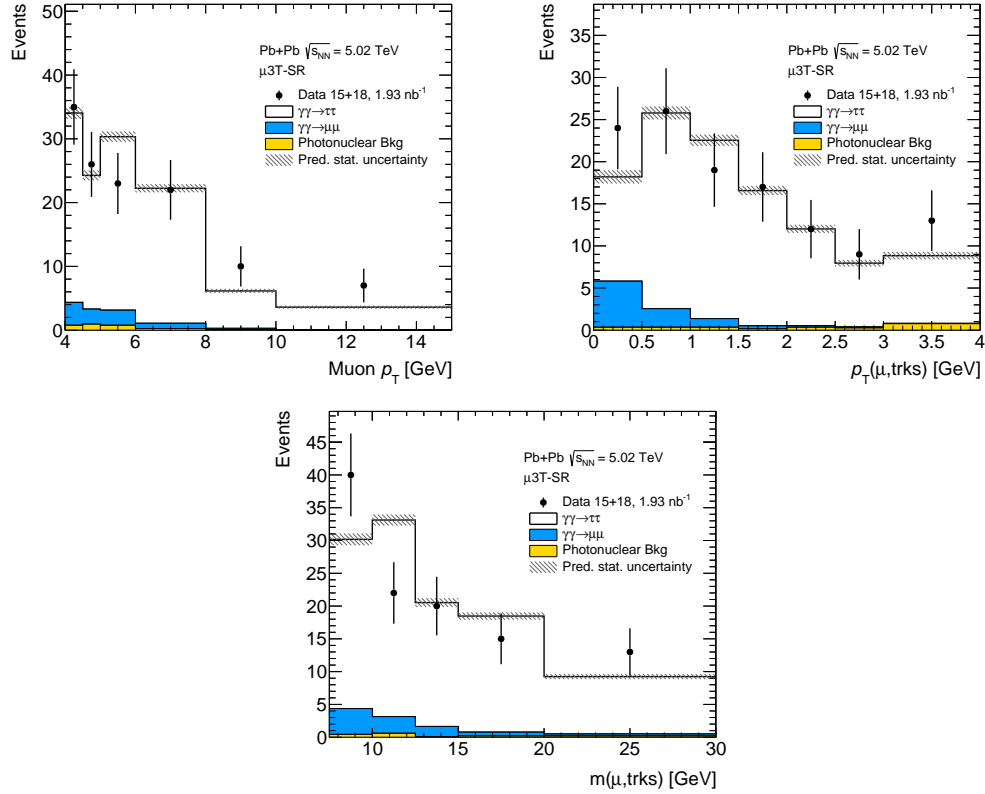 Events
50
40
30
20
10
0
Pb+Pb √s_NN = 5.02 TeV
μ3T-SR
Data 15+18, 1.93 nb⁻¹
γγ→ττ
γγ→μμ
Photonuclear Bkg
Pred. stat. uncertainty
4 6 8 10 12 14
Muon p_T [GeV]
Events
35
30
25
20
15
10
5
0
Pb+Pb √s_NN = 5.02 TeV
μ3T-SR
Data 15+18, 1.93 nb⁻¹
γγ→ττ
γγ→μμ
Photonuclear Bkg
Pred. stat. uncertainty
0 0.5 1 1.5 2 2.5 3 3.5 4
p_T(μ,trks) [GeV]
Events
45
40
35
30
25
20
15
10
5
0
Pb+Pb √s_NN = 5.02 TeV
μ3T-SR
Data 15+18, 1.93 nb⁻¹
γγ→ττ
γγ→μμ
Photonuclear Bkg
Pred. stat. uncertainty
10 15 20 25 30
m(μ,trks) [GeV]